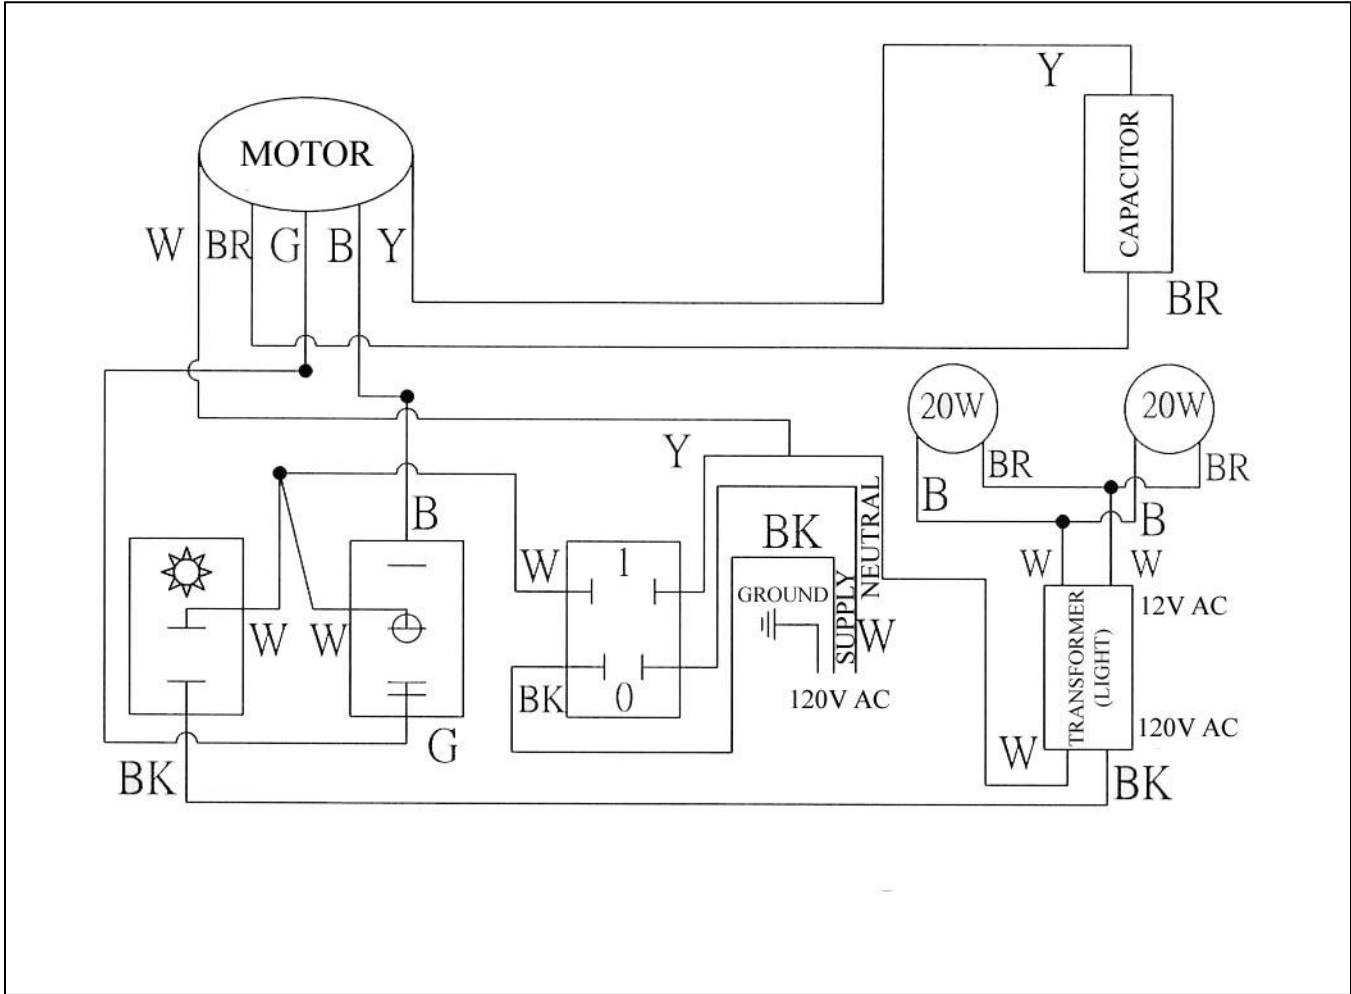 Y
MOTOR
CAPACITOR
W BR G B Y
BR
20W 20W
Y
BR BR
B B
NEUTRAL
B
BK
W 1
W W
GROUND
12V AC
SUPPLY
W W
W
TRANSFORMER
(LIGHT)
BK 0
120V AC
120V AC
G
W
BK
BK